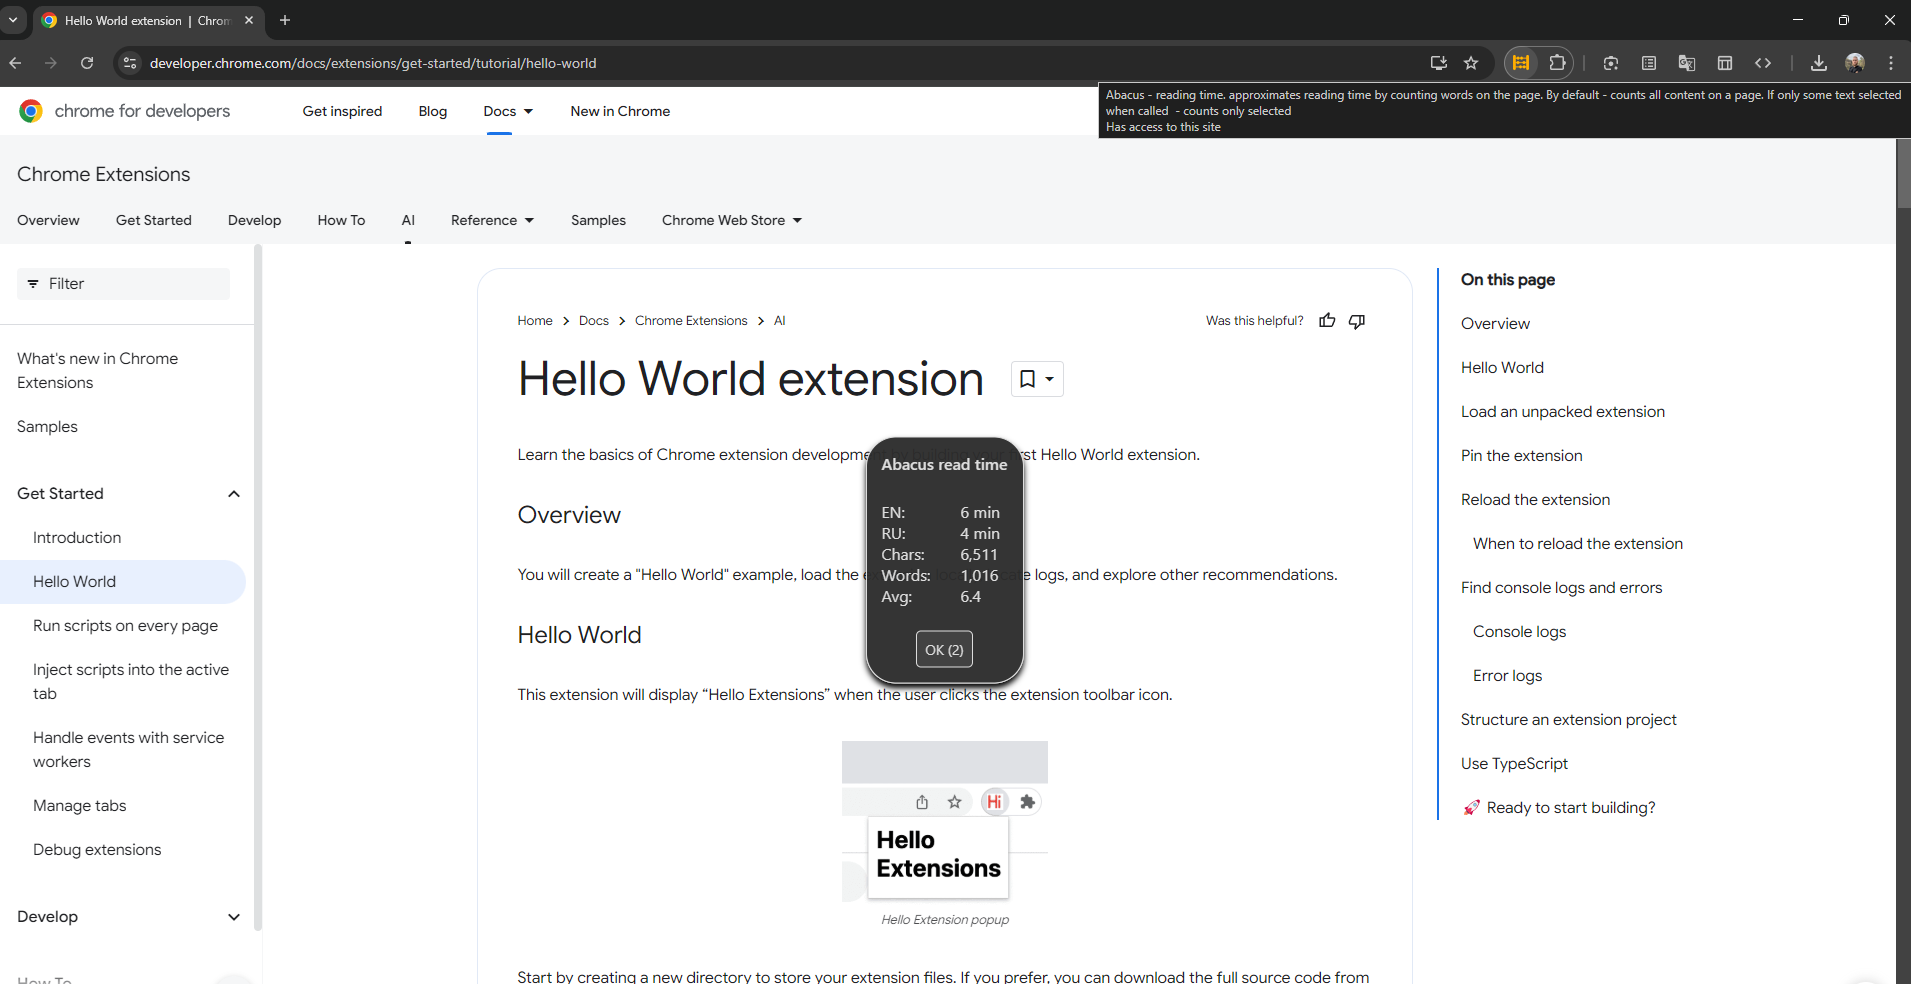 Hello World extension | Chrom
developer.chrome.com/docs/extensions/get-started/tutorial/hello-world
Abacus - reading time. approximates reading time by counting words on the page. By default - counts all content on a page. If only some text selected
when called - counts only selected
Has access to this site
chrome for developers
Get inspired
Blog
Docs
New in Chrome
Chrome Extensions
Overview
Get Started
Develop
How To
AI
Reference
Samples
Chrome Web Store
Filter
What's new in Chrome
Extensions
Samples
Get Started
Introduction
Hello World
Run scripts on every page
Inject scripts into the active
tab
Handle events with service
workers
Manage tabs
Debug extensions
Develop
How To
Home > Docs > Chrome Extensions > AI
Was this helpful?
Hello World extension
Learn the basics of Chrome extension development by building your first Hello World extension.
Overview
You will create a "Hello World" example, load the logs, and explore other recommendations.
Hello World
This extension will display “Hello Extensions” when the user clicks the extension toolbar icon.
Abacus read time
EN: 6 min
RU: 4 min
Chars: 6,511
Words: 1,016
Avg: 6.4
OK (2)
Hi
Hello
Extensions
Hello Extension popup
Start by creating a new directory to store your extension files. If you prefer, you can download the full source code from
On this page
Overview
Hello World
Load an unpacked extension
Pin the extension
Reload the extension
When to reload the extension
Find console logs and errors
Console logs
Error logs
Structure an extension project
Use TypeScript
🚀 Ready to start building?